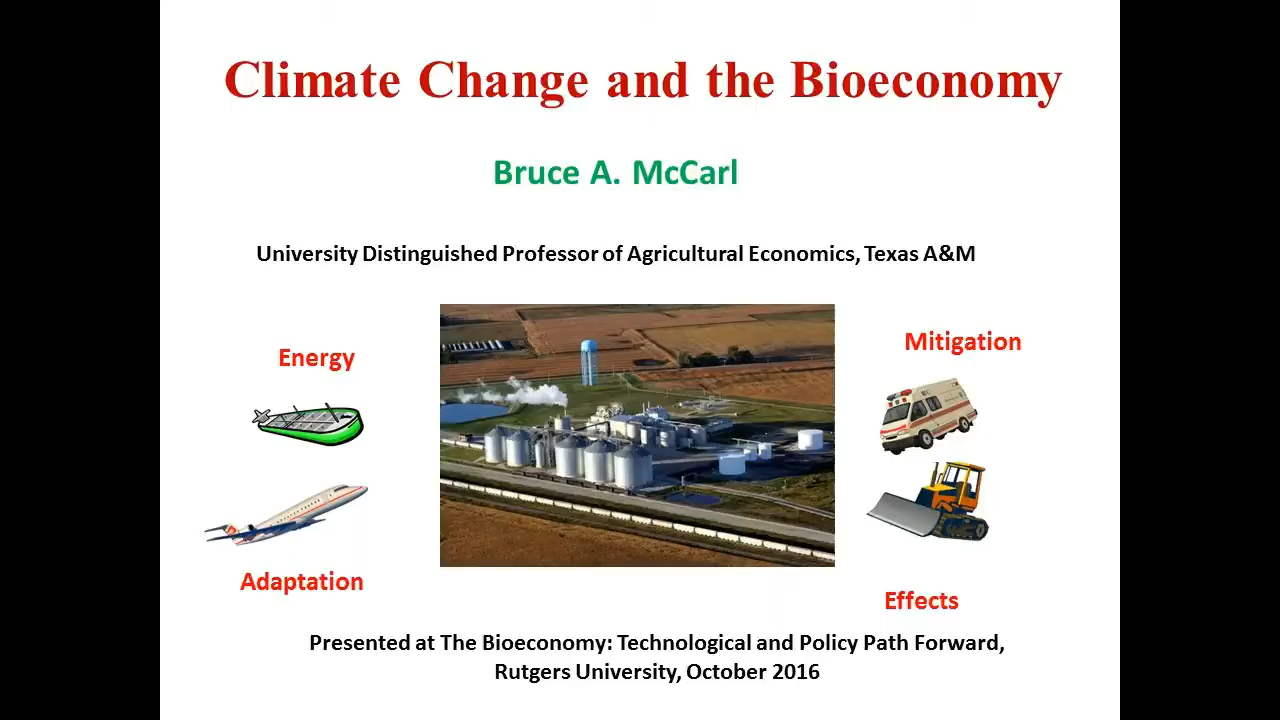 Climate Change and the Bioeconomy
Bruce A. McCarl
University Distinguished Professor of Agricultural Economics, Texas A&M
Energy
Mitigation
Adaptation
Effects
Presented at The Bioeconomy: Technological and Policy Path Forward,
Rutgers University, October 2016